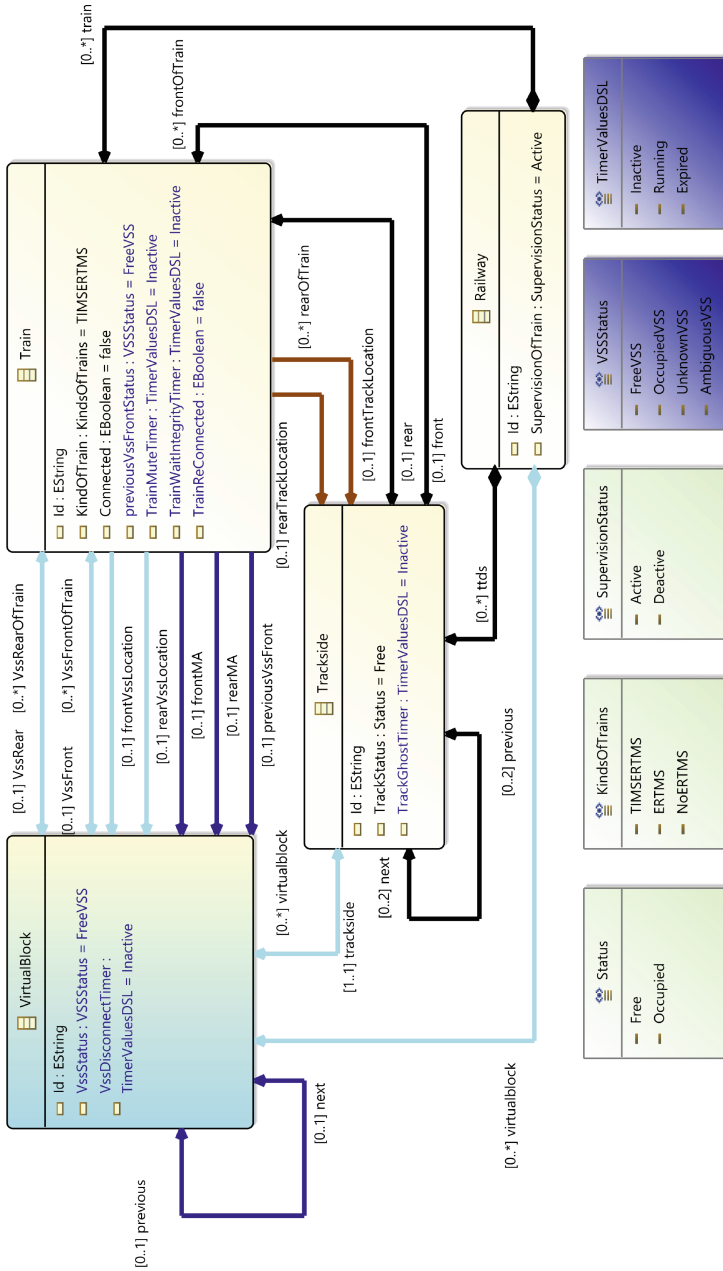 VirtualBlock
Id : EString
VssStatus : VSSStatus = FreeVSS
VssDisconnectTimer :
TimerValuesDSL = Inactive
[0..1] previous
[0..1] next
[0..1] VssRear
[0..*] VssRearOfTrain
[0..1] VssFront
[0..*] VssFrontOfTrain
[0..1] frontVssLocation
[0..1] rearVssLocation
[0..1] frontMA
[0..1] rearMA
[0..1] previousVssFront
Train
Id : EString
KindOfTrain : KindsOfTrains = TIMSERTMS
Connected : EBoolean = false
previousVssFrontStatus : VSSStatus = FreeVSS
TrainMuteTimer : TimerValuesDSL = Inactive
TrainWaitIntegrityTimer : TimerValuesDSL = Inactive
TrainReConnected : EBoolean = false
[0..*] train
[0..*] frontOfTrain
[0..*] virtualblock
[1..1] trackside
[0..2] next
Trackside
Id : EString
TrackStatus : Status = Free
TrackGhostTimer : TimerValuesDSL = Inactive
[0..1] rearTrackLocation
[0..*] rearOfTrain
[0..1] frontTrackLocation
[0..1] rear
[0..1] front
[0..*] virtualblock
[0..2] previous
[0..*] ttds
Railway
Id : EString
SupervisionOfTrain : SupervisionStatus = Active
Status
Free
Occupied
KindsOfTrains
TIMSERTMS
ERTMS
NoERTMS
SupervisionStatus
Active
Deactive
VSSStatus
FreeVSS
OccupiedVSS
UnknownVSS
AmbiguousVSS
TimerValuesDSL
Inactive
Running
Expired